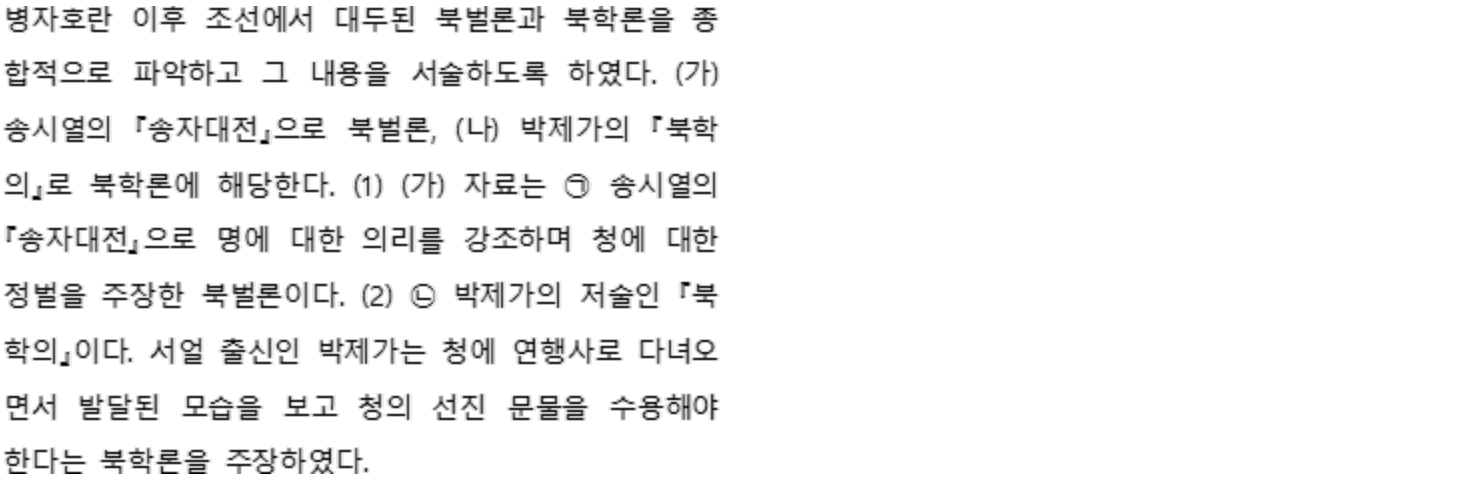 병자호란 이후 조선에서 대두된 북벌론과 북학론을 종
합적으로 파악하고 그 내용을 서술하도록 하였다. (가)
송시열의 『송자대전』으로 북벌론, (나) 박제가의 『북학
의』로 북학론에 해당한다. (1) (가) 자료는 ㉠ 송시열의
『송자대전』으로 명에 대한 의리를 강조하며 청에 대한
정벌을 주장한 북벌론이다. (2) ㉡ 박제가의 저술인 『북
학의』이다. 서얼 출신인 박제가는 청에 연행사로 다녀오
면서 발달된 모습을 보고 청의 선진 문물을 수용해야
한다는 북학론을 주장하였다.